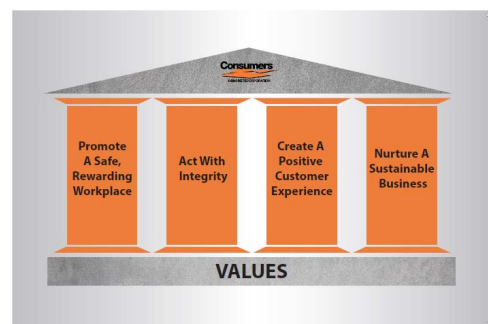 Consumers
Promote
A Safe,
Rewarding
Workplace
Act With
Integrity
Create A
Positive
Customer
Experience
Nurture A
Sustainable
Business
VALUES